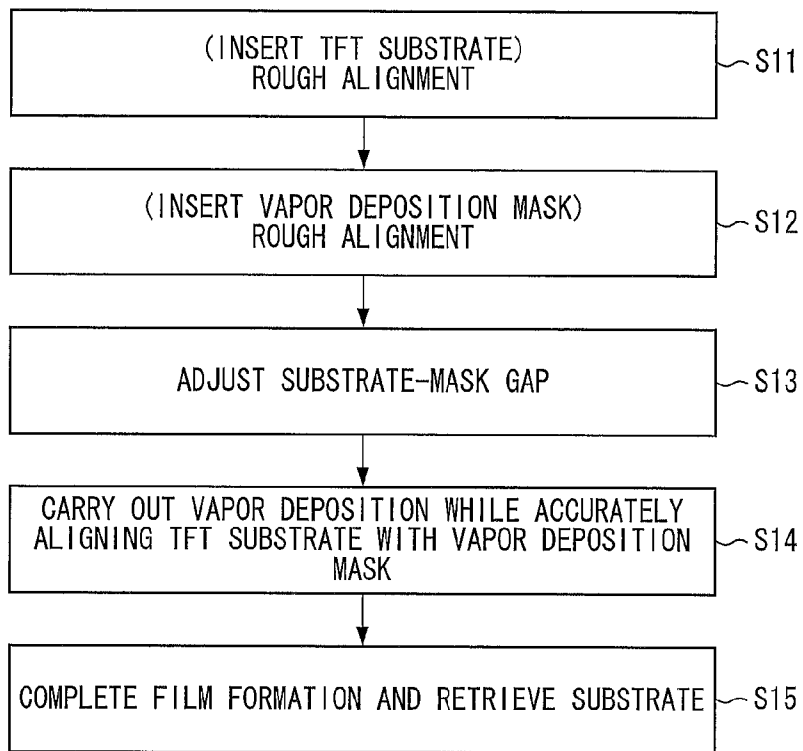 (INSERT TFT SUBSTRATE)
ROUGH ALIGNMENT
S11
(INSERT VAPOR DEPOSITION MASK)
ROUGH ALIGNMENT
S12
ADJUST SUBSTRATE-MASK GAP
S13
CARRY OUT VAPOR DEPOSITION WHILE ACCURATELY
ALIGNING TFT SUBSTRATE WITH VAPOR DEPOSITION
MASK
S14
COMPLETE FILM FORMATION AND RETRIEVE SUBSTRATE
S15